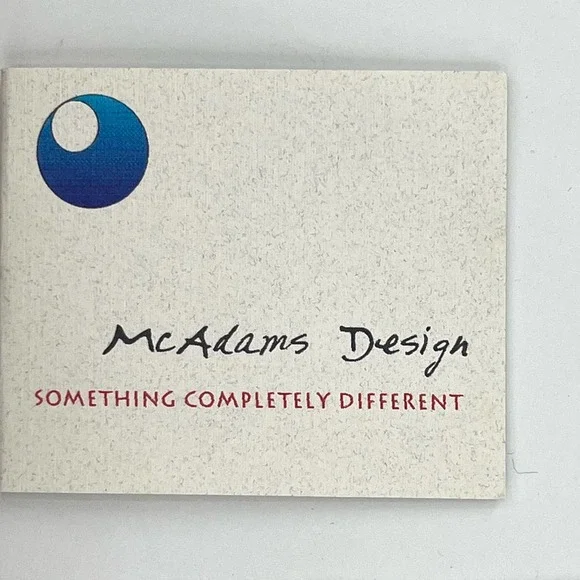 McAdams Design
SOMETHING COMPLETELY DIFFERENT